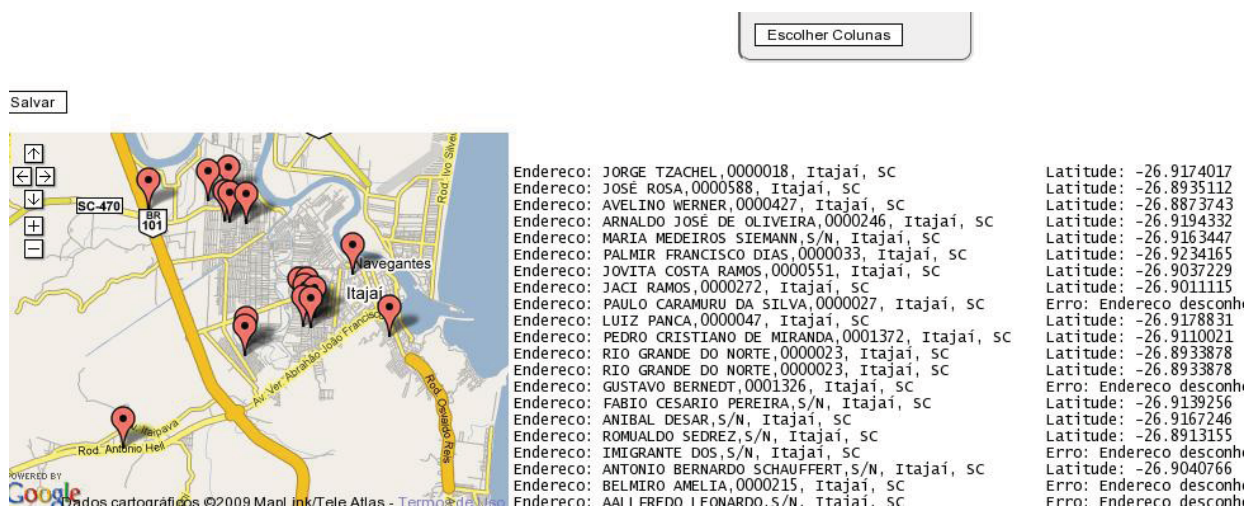 Escolher Colunas
Salvar
SC-470
BR
101
Rod. Ivo Silve
Navegantes
Itajaí
Av. Ver. Abrahão João Francisco
Rod. Osvaldo Reis
Itaipava
Rod. Antônio Heil
POWERED BY
Google
Dados cartográficos ©2009 MapLink/Tele Atlas - Termos de Uso
Endereco: JORGE TZACHEL,0000018, Itajaí, SC Latitude: -26.9174017
Endereco: JOSÉ ROSA,0000588, Itajaí, SC Latitude: -26.8935112
Endereco: AVELINO WERNER,0000427, Itajaí, SC Latitude: -26.8873743
Endereco: ARNALDO JOSÉ DE OLIVEIRA,0000246, Itajaí, SC Latitude: -26.9194332
Endereco: MARIA MEDEIROS SIEMANN,S/N, Itajaí, SC Latitude: -26.9163447
Endereco: PALMIR FRANCISCO DIAS,0000033, Itajaí, SC Latitude: -26.9234165
Endereco: JOVITA COSTA RAMOS,0000551, Itajaí, SC Latitude: -26.9037229
Endereco: JACI RAMOS,0000272, Itajaí, SC Latitude: -26.9011115
Endereco: PAULO CARAMURU DA SILVA,0000027, Itajaí, SC Erro: Endereco desconhe
Endereco: LUIZ PANCA,0000047, Itajaí, SC Latitude: -26.9178831
Endereco: PEDRO CRISTIANO DE MIRANDA,0001372, Itajaí, SC Latitude: -26.9110021
Endereco: RIO GRANDE DO NORTE,0000023, Itajaí, SC Latitude: -26.8933878
Endereco: RIO GRANDE DO NORTE,0000023, Itajaí, SC Latitude: -26.8933878
Endereco: GUSTAVO BERNEDT,0001326, Itajaí, SC Erro: Endereco desconhe
Endereco: FABIO CESARIO PEREIRA,S/N, Itajaí, SC Latitude: -26.9139256
Endereco: ANIBAL DESAR,S/N, Itajaí, SC Latitude: -26.9167246
Endereco: ROMUALDO SEDREZ,S/N, Itajaí, SC Latitude: -26.8913155
Endereco: IMIGRANTE DOS,S/N, Itajaí, SC Erro: Endereco desconhe
Endereco: ANTONIO BERNARDO SCHAUFFERT,S/N, Itajaí, SC Latitude: -26.9040766
Endereco: BELMIRO AMELIA,0000215, Itajaí, SC Erro: Endereco desconhe
Endereco: AALLFREDO LEONARDO,S/N, Itajaí, SC Erro: Endereco desconhe